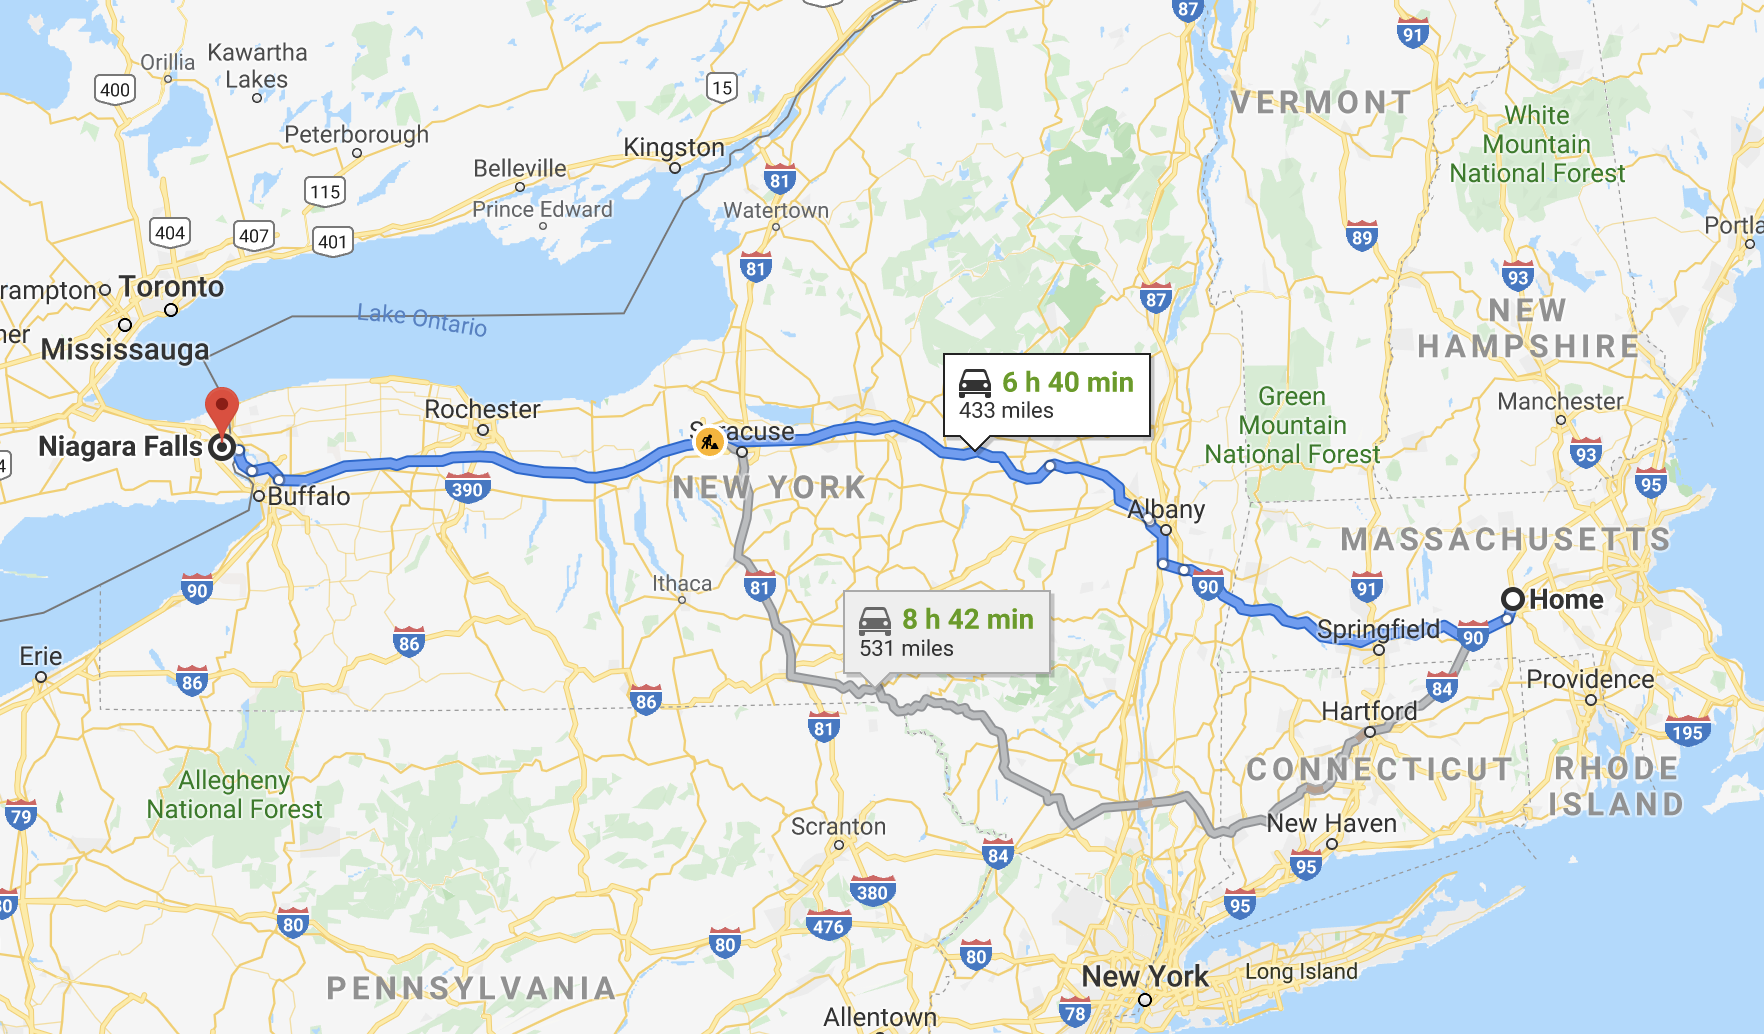 87
91
Orillia
Kawartha
Lakes
400
15
VERMONT
White
Mountain
National Forest
Peterborough
Kingston
Belleville
81
115
Prince Edward
Watertown
404
407
401
89
Portla
81
93
rampton
Toronto
87
Lake Ontario
NEW
HAMPSHIRE
ner
Mississauga
6 h 40 min
433 miles
Green
Mountain
National Forest
Rochester
Manchester
Syracuse
Niagara Falls
93
4
390
95
NEW YORK
Buffalo
Albany
MASSACHUSETTS
90
Ithaca
81
90
91
Home
8 h 42 min
531 miles
Springfield
90
86
Erie
86
86
84
Providence
Hartford
81
195
CONNECTICUT
RHODE
ISLAND
Allegheny
National Forest
79
Scranton
New Haven
84
95
380
80
95
80
476
80
80
New York
Long Island
PENNSYLVANIA
78
Allentown